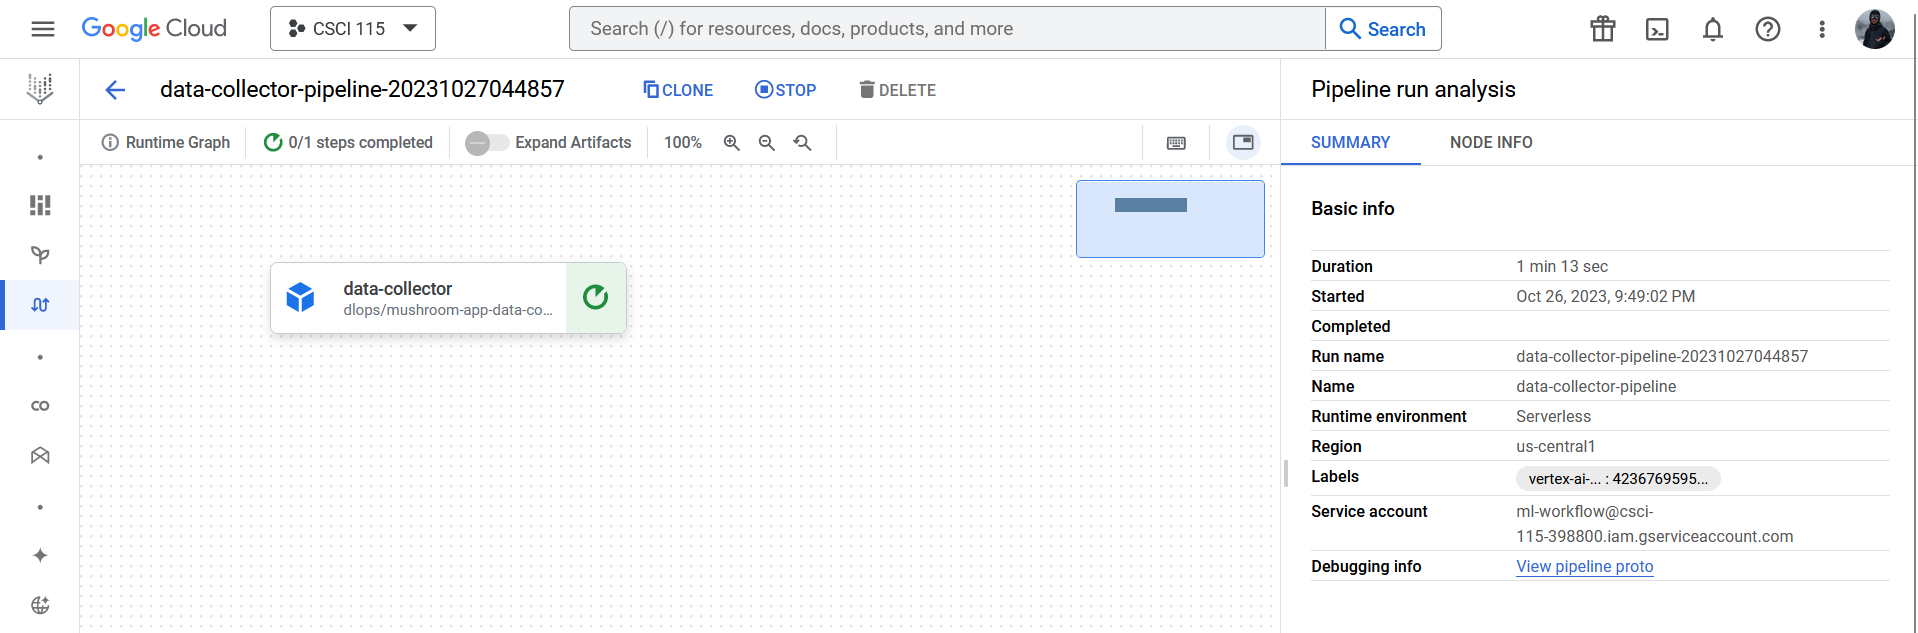 Google Cloud
CSCI 115
Search (/) for resources, docs, products, and more
Search
data-collector-pipeline-20231027044857
CLONE
STOP
DELETE
Runtime Graph
0/1 steps completed
Expand Artifacts
100%
data-collector
dlops/mushroom-app-data-co...
Pipeline run analysis
SUMMARY
NODE INFO
Basic info
Duration 1 min 13 sec
Started Oct 26, 2023, 9:49:02 PM
Completed
Run name data-collector-pipeline-20231027044857
Name data-collector-pipeline
Runtime environment Serverless
Region us-central1
Labels vertex-ai-... : 4236769595...
Service account ml-workflow@csci-
115-398800.iam.gserviceaccount.com
Debugging info View pipeline proto